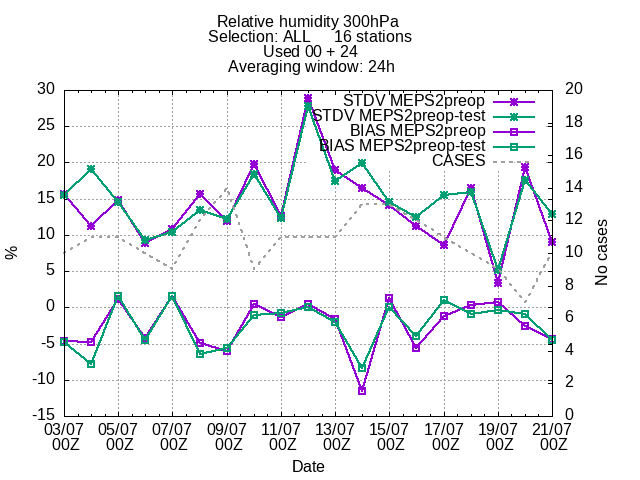 Relative humidity 300hPa
Selection: ALL 16 stations
Used 00 + 24
Averaging window: 24h
STDV MEPS2preop
STDV MEPS2preop-test
BIAS MEPS2preop
BIAS MEPS2preop-test
CASES
30
25
20
15
10
5
0
-5
-10
-15
%
20
18
16
14
12
10
8
6
4
2
0
No cases
03/07 05/07 07/07 09/07 11/07 13/07 15/07 17/07 19/07 21/07
00Z 00Z 00Z 00Z 00Z 00Z 00Z 00Z 00Z 00Z
Date